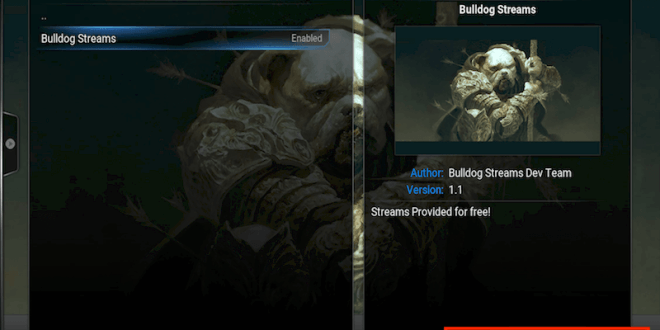 ..
Bulldog Streams Enabled
Bulldog Streams
Author: Bulldog Streams Dev Team
Version: 1.1
Streams Provided for free!